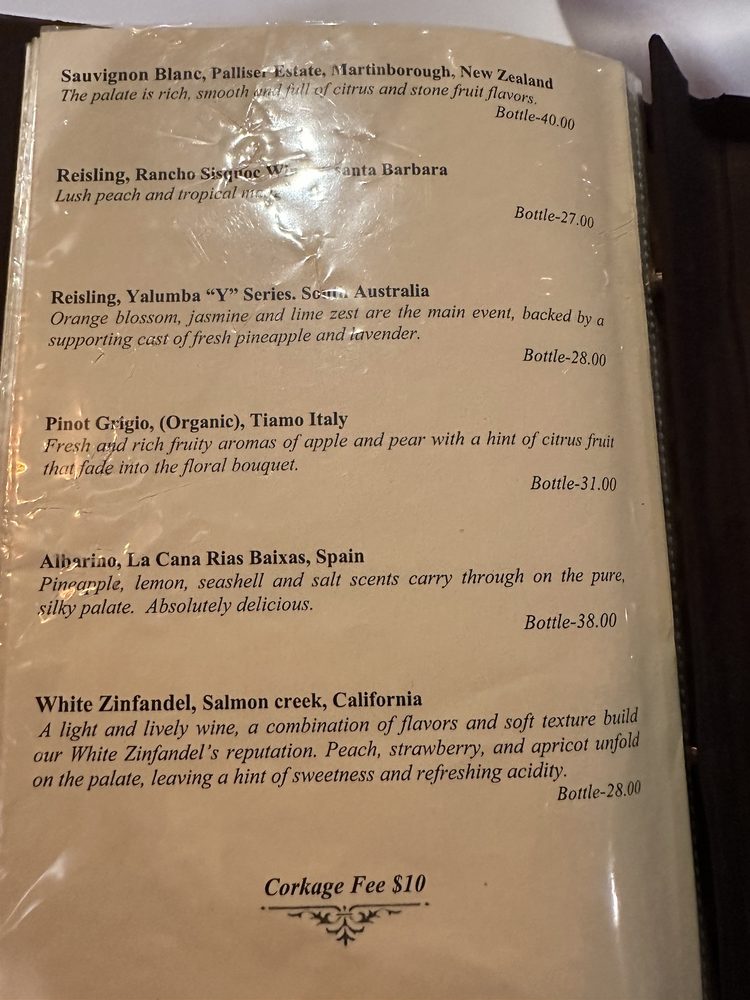 Sauvignon Blanc, Palliser Estate, Martinborough, New Zealand
The palate is rich, smooth and full of citrus and stone fruit flavors.
Bottle-40.00
Reisling, Rancho Sisquoc Santa Barbara
Lush peach and tropical
Bottle-27.00
Reisling, Yalumba “Y” Series. South Australia
Orange blossom, jasmine and lime zest are the main event, backed by a
supporting cast of fresh pineapple and lavender.
Bottle-28.00
Pinot Grigio, (Organic), Tiamo Italy
Fresh and rich fruity aromas of apple and pear with a hint of citrus fruit
that fade into the floral bouquet.
Bottle-31.00
Albarino, La Cana Rias Baixas, Spain
Pineapple, lemon, seashell and salt scents carry through on the pure,
silky palate. Absolutely delicious.
Bottle-38.00
White Zinfandel, Salmon creek, California
A light and lively wine, a combination of flavors and soft texture build
our White Zinfandel’s reputation. Peach, strawberry, and apricot unfold
on the palate, leaving a hint of sweetness and refreshing acidity.
Bottle-28.00
Corkage Fee $10